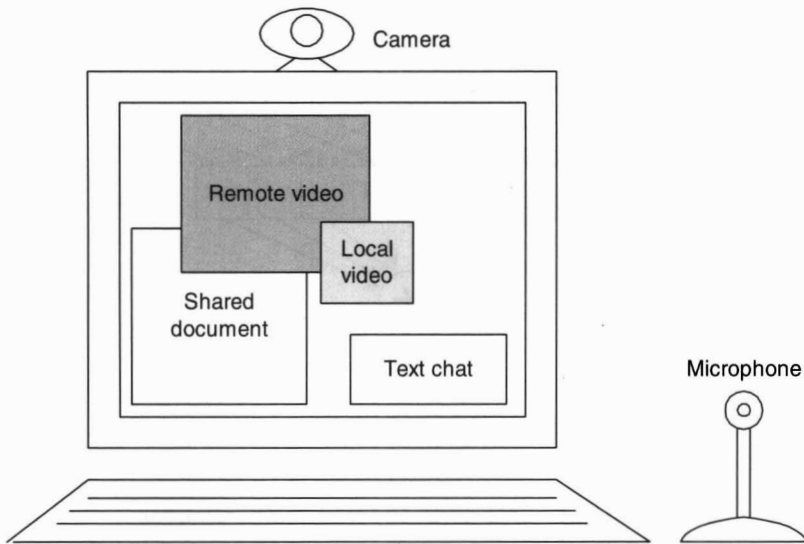 Camera
Remote video
Local
video
Shared
document
Text chat
Microphone